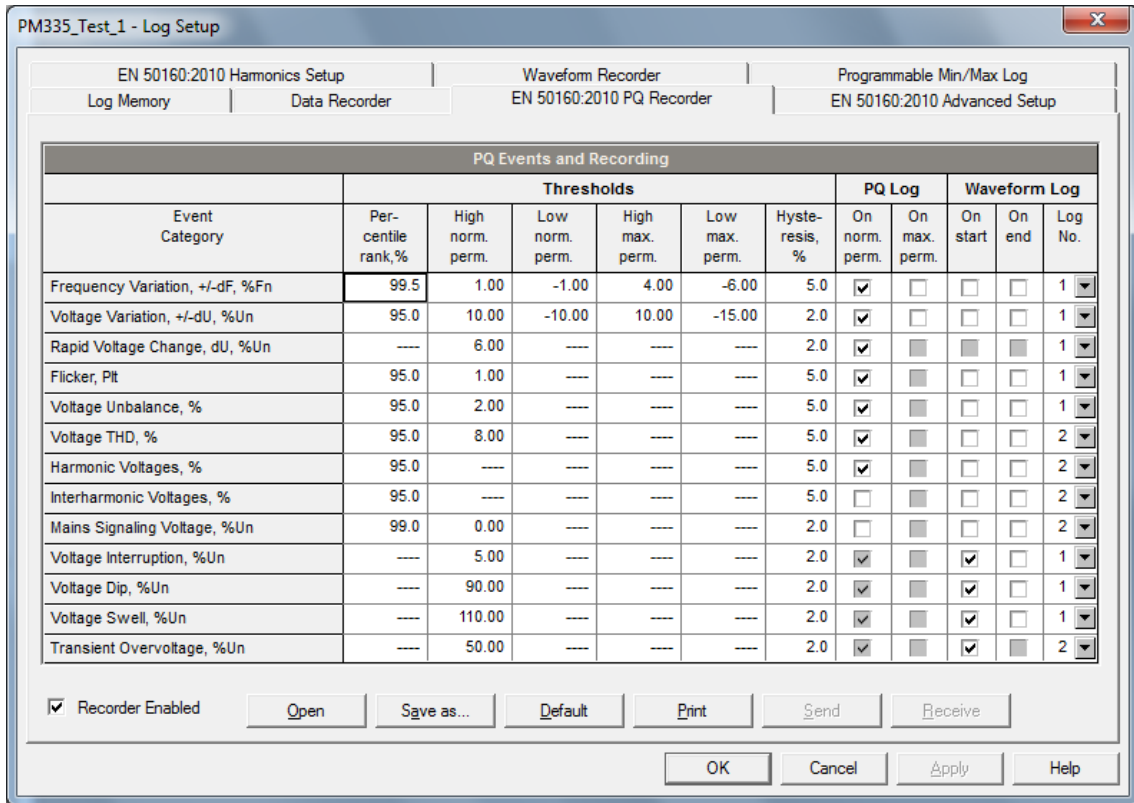 PM335_Test_1 - Log Setup
EN 50160:2010 Harmonics Setup Waveform Recorder Programmable Min/Max Log
Log Memory Data Recorder EN 50160:2010 PQ Recorder EN 50160:2010 Advanced Setup
PQ Events and Recording
Thresholds PQ Log Waveform Log
Event Per- High Low High Low Hyste- On On On On Log
Category centile norm. norm. max. max. resis, norm. max. start end No.
rank,% perm. perm. perm. perm. % perm. perm.
Frequency Variation, +/-dF, %Fn 99.5 1.00 -1.00 4.00 -6.00 5.0 1
Voltage Variation, +/-dU, %Un 95.0 10.00 -10.00 10.00 -15.00 2.0 1
Rapid Voltage Change, dU, %Un ---- 6.00 ---- ---- ---- 2.0 1
Flicker, Plt 95.0 1.00 ---- ---- ---- 5.0 1
Voltage Unbalance, % 95.0 2.00 ---- ---- ---- 5.0 1
Voltage THD, % 95.0 8.00 ---- ---- ---- 5.0 2
Harmonic Voltages, % 95.0 ---- ---- ---- ---- 5.0 2
Interharmonic Voltages, % 95.0 ---- ---- ---- ---- 5.0 2
Mains Signaling Voltage, %Un 99.0 0.00 ---- ---- ---- 2.0 2
Voltage Interruption, %Un ---- 5.00 ---- ---- ---- 2.0 1
Voltage Dip, %Un ---- 90.00 ---- ---- ---- 2.0 1
Voltage Swell, %Un ---- 110.00 ---- ---- ---- 2.0 1
Transient Overvoltage, %Un ---- 50.00 ---- ---- ---- 2.0 2
Recorder Enabled Open Save as... Default Print Send Receive
OK Cancel Apply Help